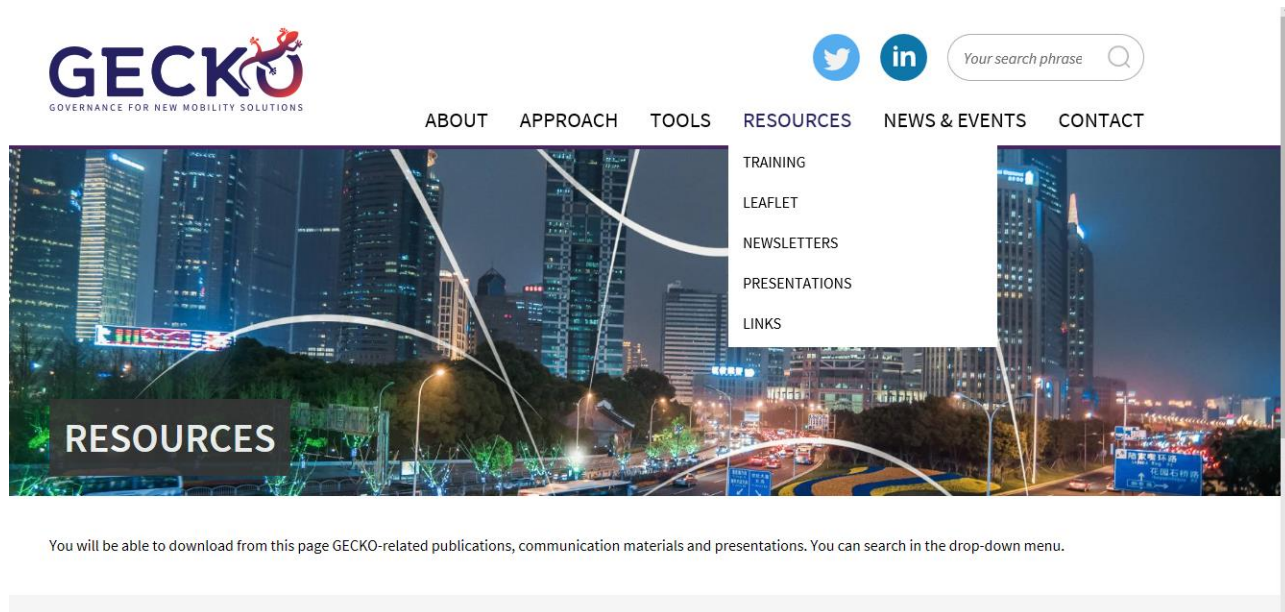 GECKO
GOVERNANCE FOR NEW MOBILITY SOLUTIONS
in
Your search phrase
ABOUT APPROACH TOOLS RESOURCES NEWS & EVENTS CONTACT
TRAINING
LEAFLET
NEWSLETTERS
PRESENTATIONS
LINKS
RESOURCES
You will be able to download from this page GECKO-related publications, communication materials and presentations. You can search in the drop-down menu.